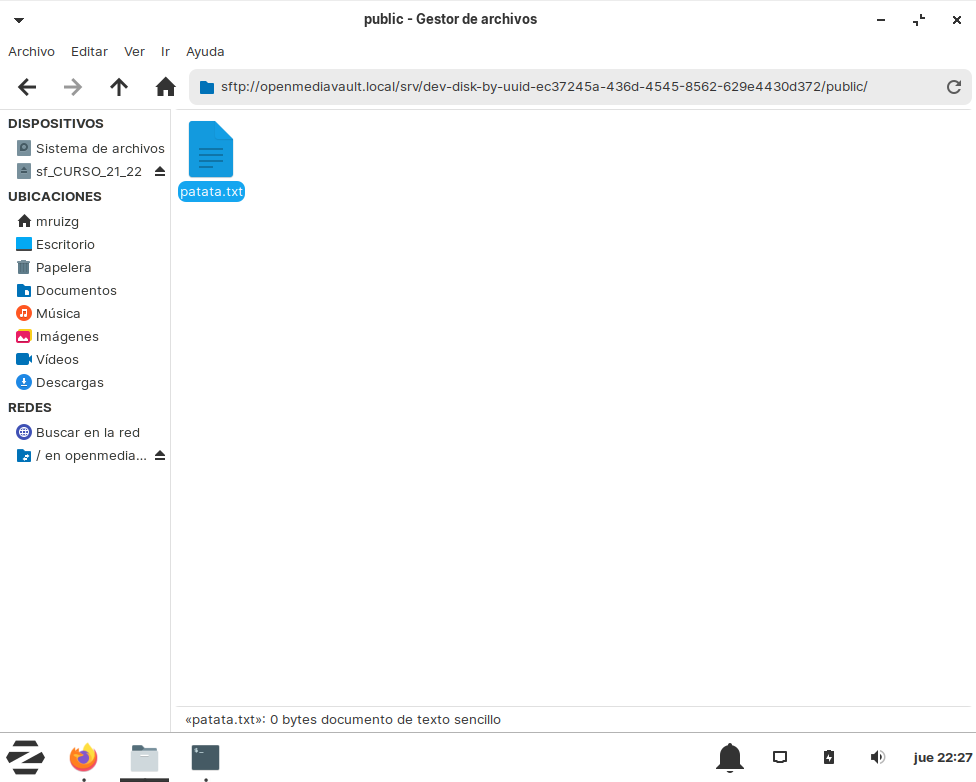 public - Gestor de archivos
Archivo Editar Ver Ir Ayuda
sftp://openmediavault.local/srv/dev-disk-by-uuid-ec37245a-436d-4545-8562-629e4430d372/public/
DISPOSITIVOS
Sistema de archivos
sf_CURSO_21_22
UBICACIONES
mruizg
Escritorio
Papelera
Documentos
Música
Imágenes
Vídeos
Descargas
REDES
Buscar en la red
/ en openmedia...
patata.txt
«patata.txt»: 0 bytes documento de texto sencillo
jue 22:27